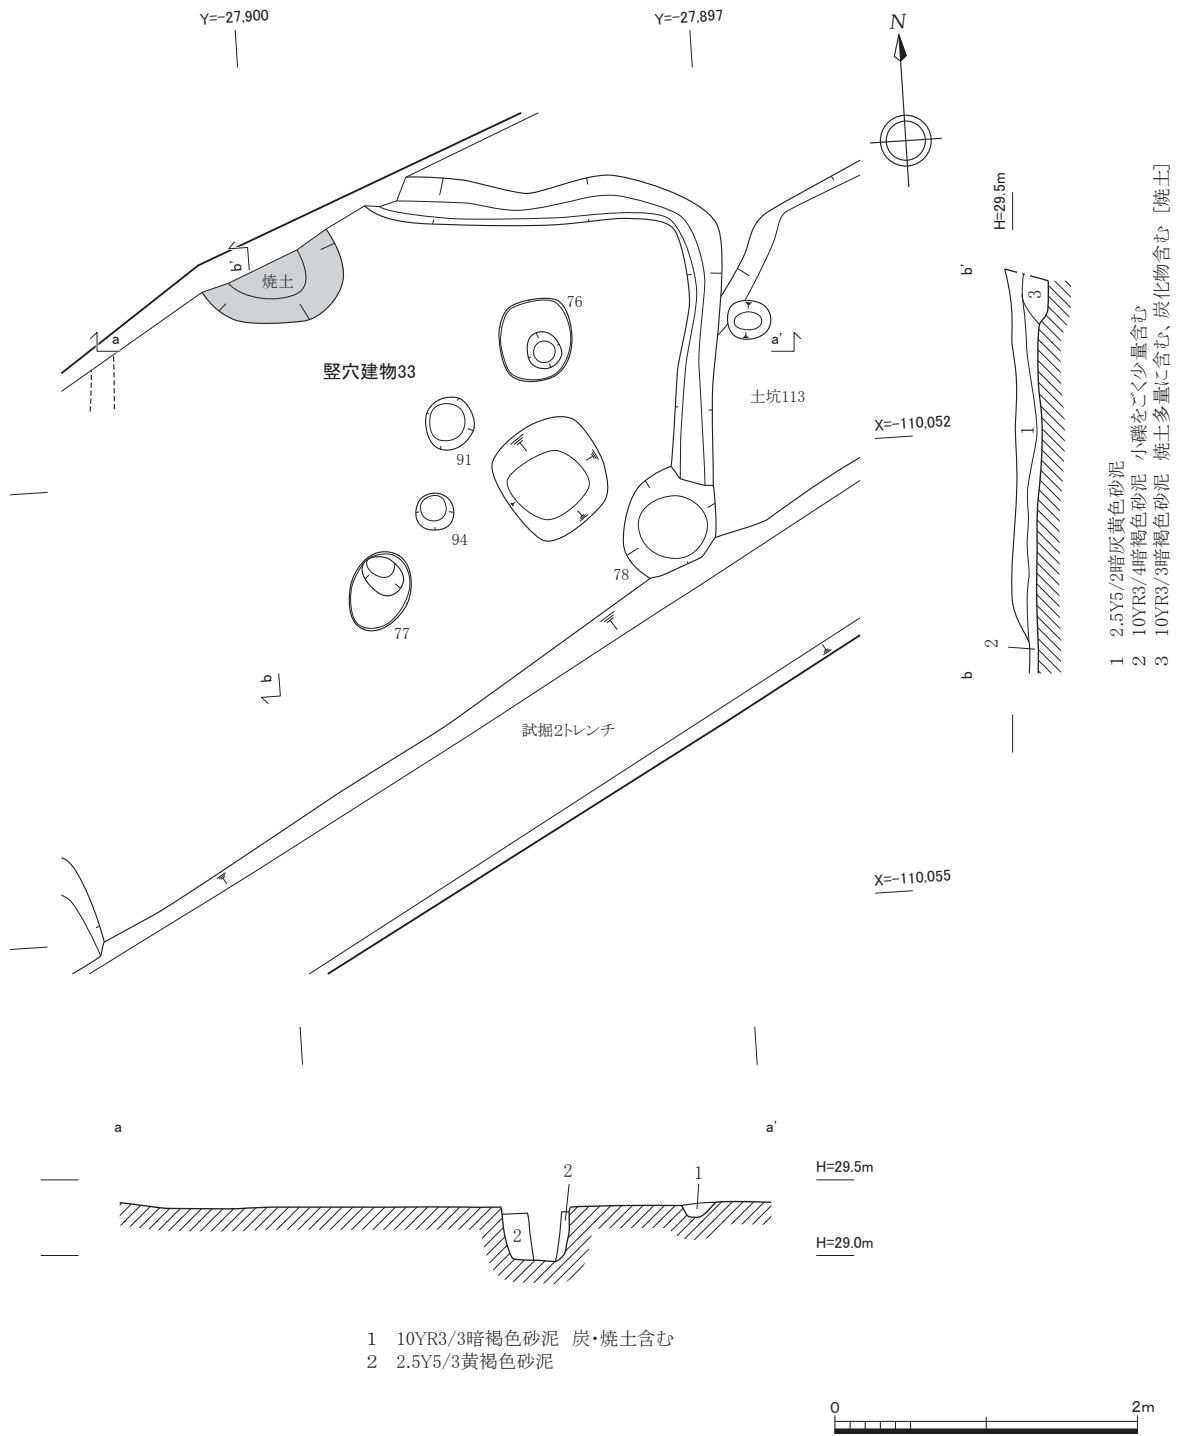 Y=-27,900
Y=-27,897
N
焼土
b'
a
76
竪穴建物33
a'
土坑113
91
X=-110,052
94
78
77
b
試掘2トレンチ
X=-110,055
H=29.5m
b'
3
1
2
b
1 2.5Y5/2暗灰黄色砂泥
2 10YR3/4暗褐色砂泥 小礫をごく少量含む
3 10YR3/3暗褐色砂泥 焼土多量に含む、炭化物含む [焼土]
a
a'
2
1
H=29.5m
2
H=29.0m
1 10YR3/3暗褐色砂泥 炭・焼土含む
2 2.5Y5/3黄褐色砂泥
0
2m